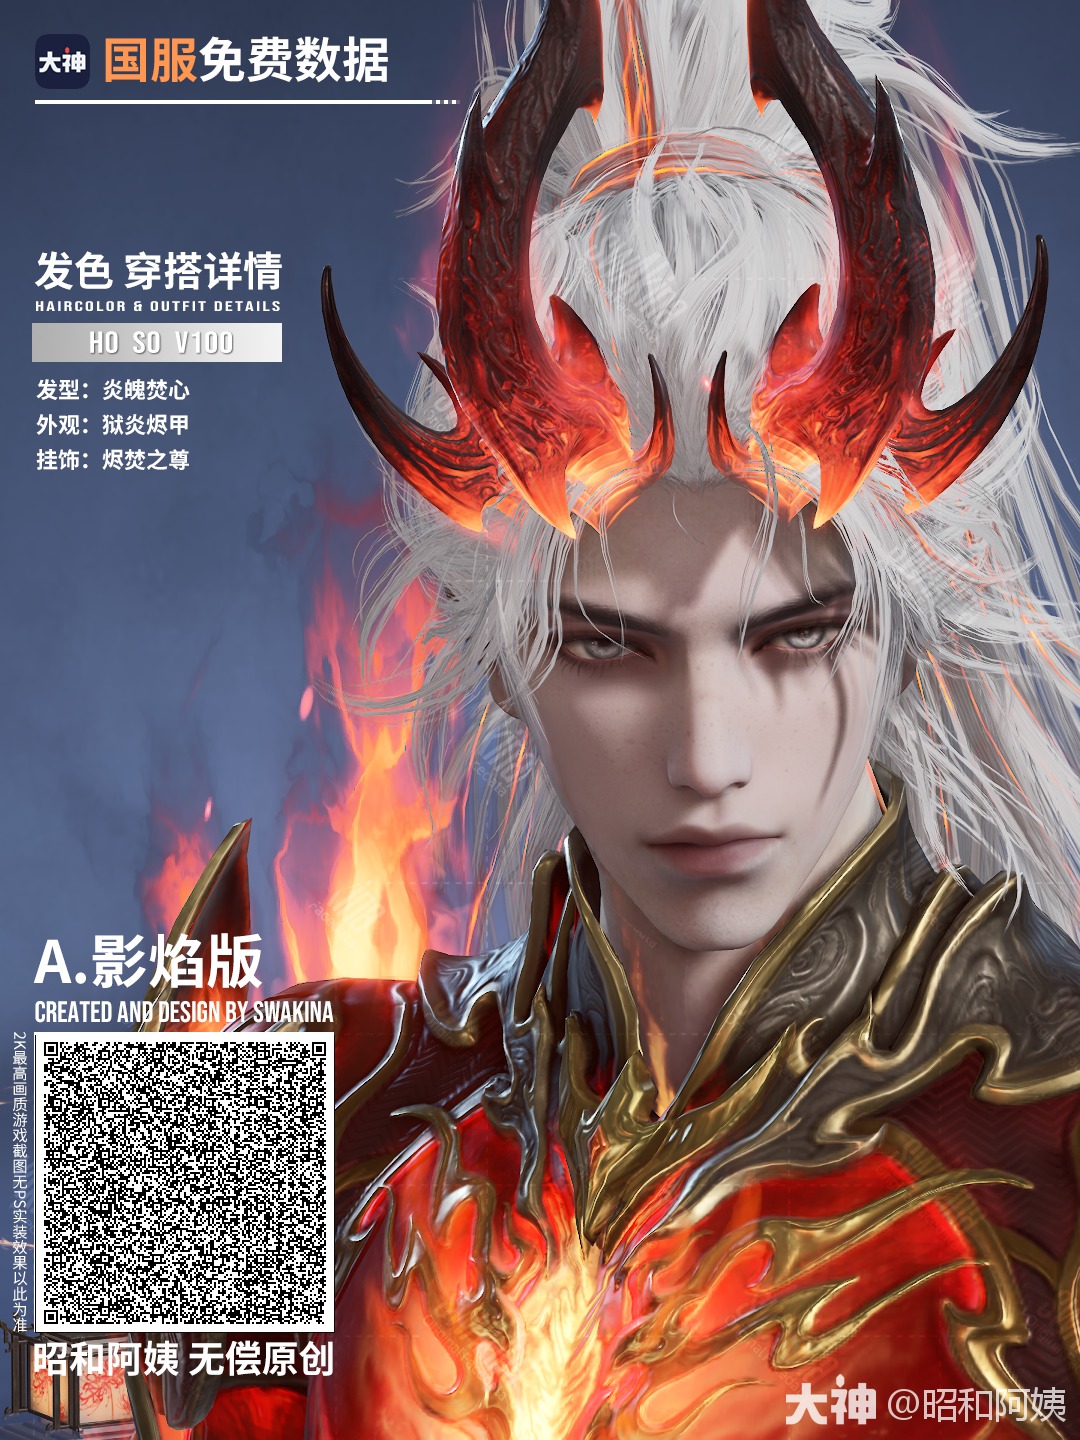 大神 国服免费数据
发色 穿搭详情
HAIRCOLOR & OUTFIT DETAILS
H0 S0 V100
发型：炎魄焚心
外观：狱炎烬甲
挂饰：烬焚之尊
A.影焰版
CREATED AND DESIGN BY SWAKINA
2K最高画质游戏截图无PS实装效果以此为准
昭和阿姨 无偿原创
大神 @昭和阿姨